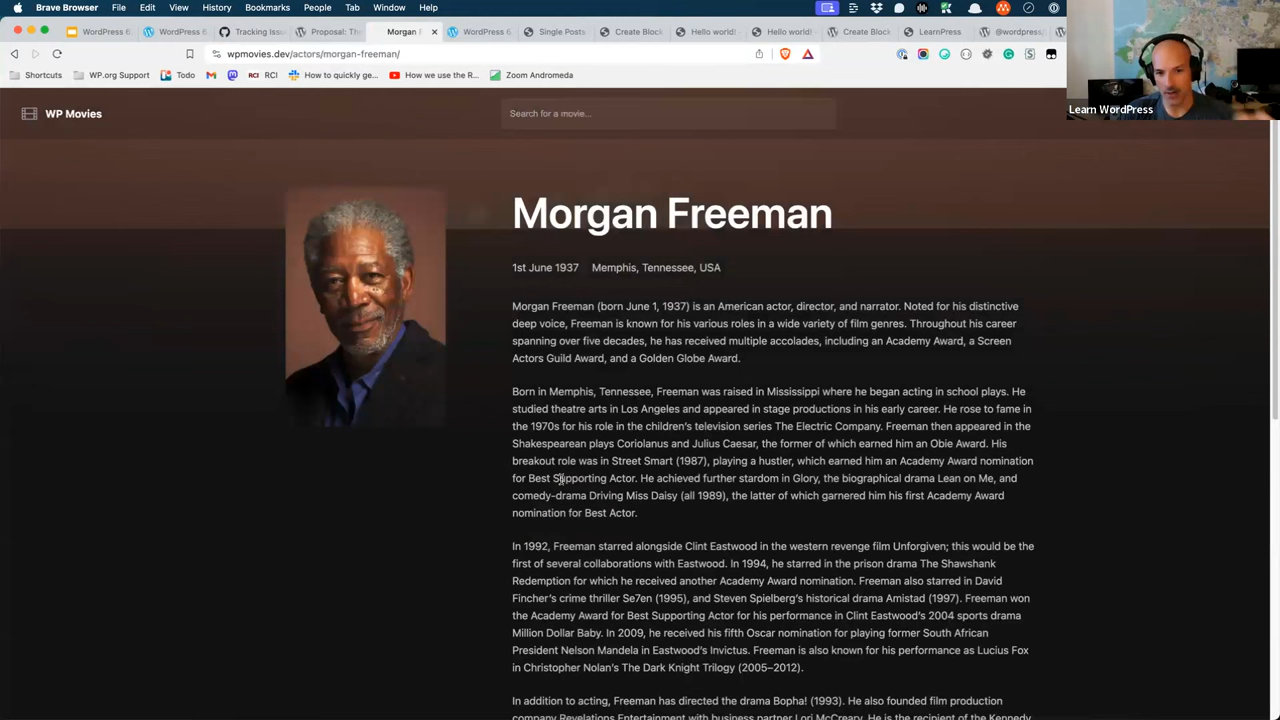 Brave Browser File Edit View History Bookmarks People Tab Window Help
WordPress 6. WordPress 6. Tracking Issu Proposal: The Morgan F WordPress 6. Single Posts Create Block Hello world! Hello world! Create Block LearnPress @wordpress,
wpmovies.dev/actors/morgan-freeman/
Shortcuts WP.org Support Todo RCI RCI How to quickly ge... How we use the R... Zoom Andromeda
Learn WordPress
WP Movies
Search for a movie...
Morgan Freeman
1st June 1937 Memphis, Tennessee, USA
Morgan Freeman (born June 1, 1937) is an American actor, director, and narrator. Noted for his distinctive
deep voice, Freeman is known for his various roles in a wide variety of film genres. Throughout his career
spanning over five decades, he has received multiple accolades, including an Academy Award, a Screen
Actors Guild Award, and a Golden Globe Award.
Born in Memphis, Tennessee, Freeman was raised in Mississippi where he began acting in school plays. He
studied theatre arts in Los Angeles and appeared in stage productions in his early career. He rose to fame in
the 1970s for his role in the children's television series The Electric Company. Freeman then appeared in the
Shakespearean plays Coriolanus and Julius Caesar, the former of which earned him an Obie Award. His
breakout role was in Street Smart (1987), playing a hustler, which earned him an Academy Award nomination
for Best Supporting Actor. He achieved further stardom in Glory, the biographical drama Lean on Me, and
comedy-drama Driving Miss Daisy (all 1989), the latter of which garnered him his first Academy Award
nomination for Best Actor.
In 1992, Freeman starred alongside Clint Eastwood in the western revenge film Unforgiven; this would be the
first of several collaborations with Eastwood. In 1994, he starred in the prison drama The Shawshank
Redemption for which he received another Academy Award nomination. Freeman also starred in David
Fincher's crime thriller Se7en (1995), and Steven Spielberg's historical drama Amistad (1997). Freeman won
the Academy Award for Best Supporting Actor for his performance in Clint Eastwood's 2004 sports drama
Million Dollar Baby. In 2009, he received his fifth Oscar nomination for playing former South African
President Nelson Mandela in Eastwood's Invictus. Freeman is also known for his performance as Lucius Fox
in Christopher Nolan's The Dark Knight Trilogy (2005–2012).
In addition to acting, Freeman has directed the drama Bopha! (1993). He also founded film production
company Revelations Entertainment with business partner Lori McCreary. He is the recipient of the Kennedy